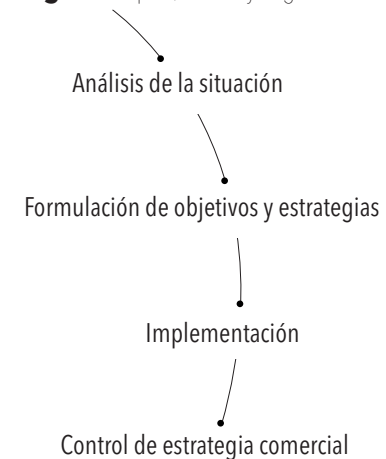 Análisis de la situación
Formulación de objetivos y estrategias
Implementación
Control de estrategia comercial